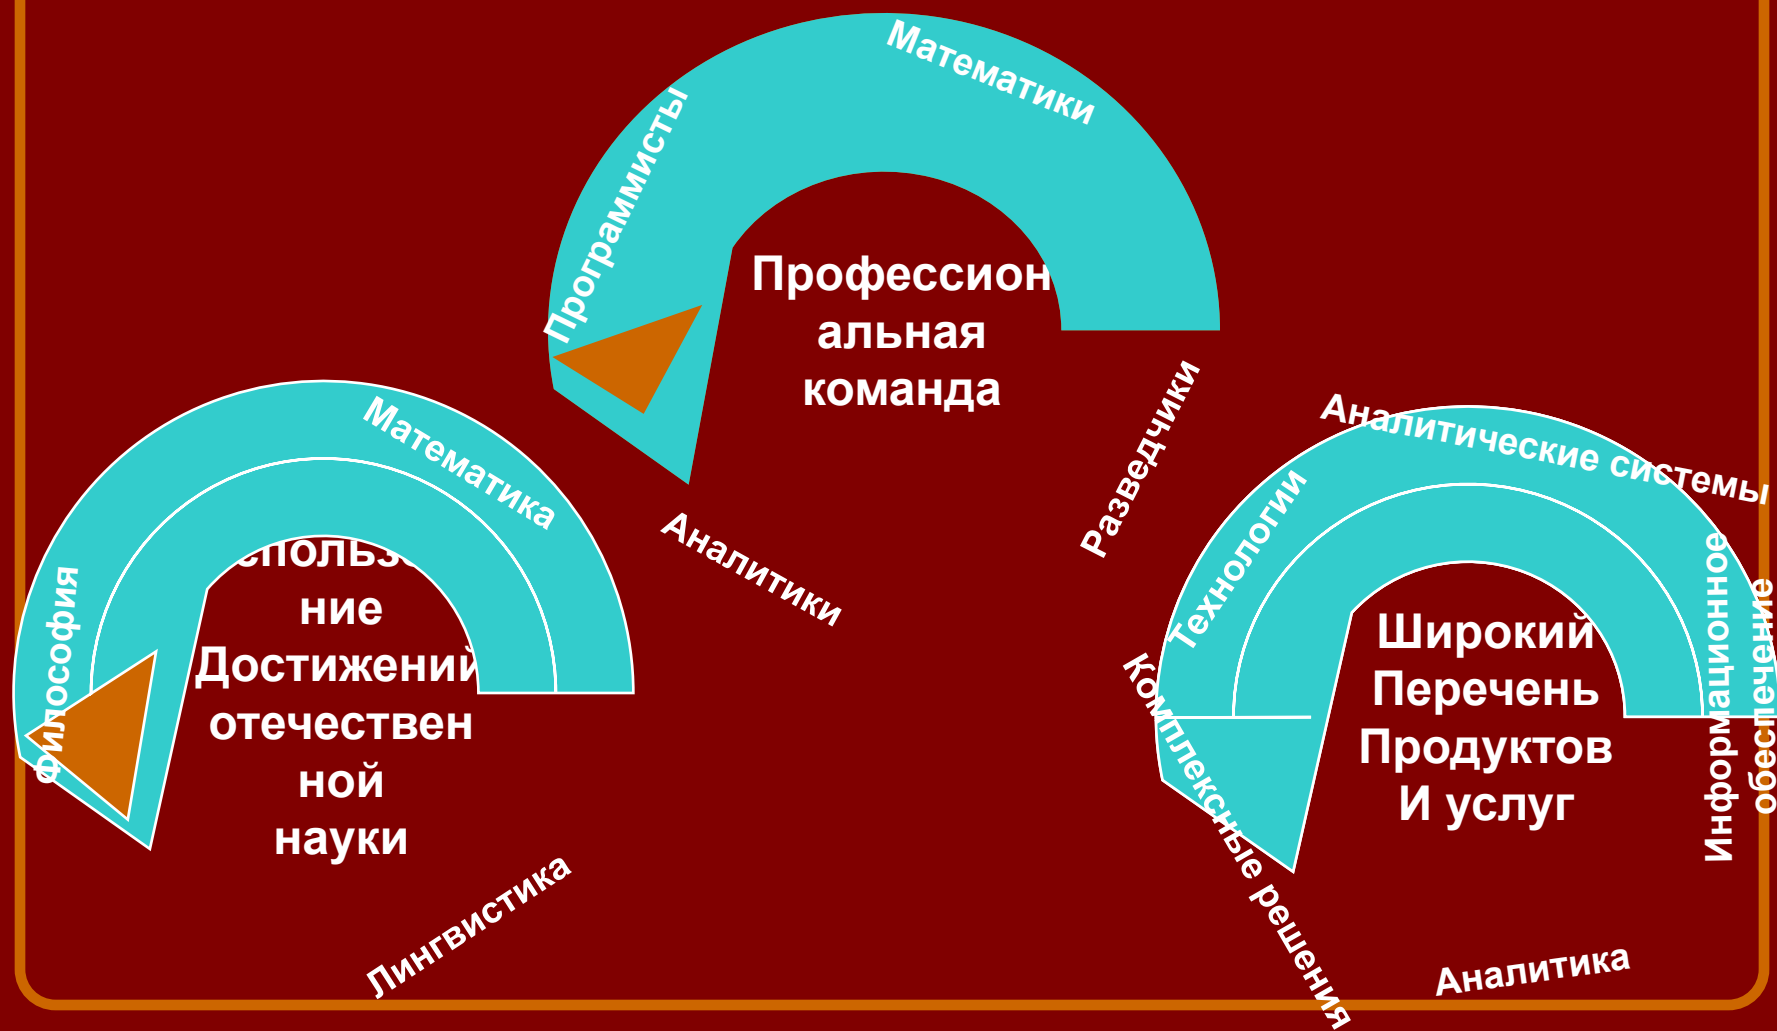 Математики
Программисты
Профессион
альная
команда
Разведчики
Аналитики
Математика
Философия
ние
Достижений
отечествен
ной
науки
Лингвистика
Аналитические системы
Технологии
Информационное
обеспечение
Широкий
Перечень
Продуктов
И услуг
Комплексные решения
Аналитика